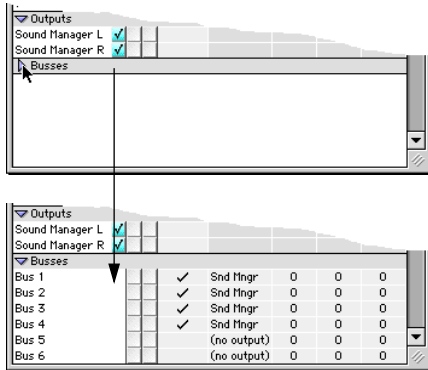 Outputs
Sound Manager L
Sound Manager R
Busses
Outputs
Sound Manager L
Sound Manager R
Busses
Bus 1 Snd Mngr 0 0 0
Bus 2 Snd Mngr 0 0 0
Bus 3 Snd Mngr 0 0 0
Bus 4 Snd Mngr 0 0 0
Bus 5 (no output) 0 0 0
Bus 6 (no output) 0 0 0